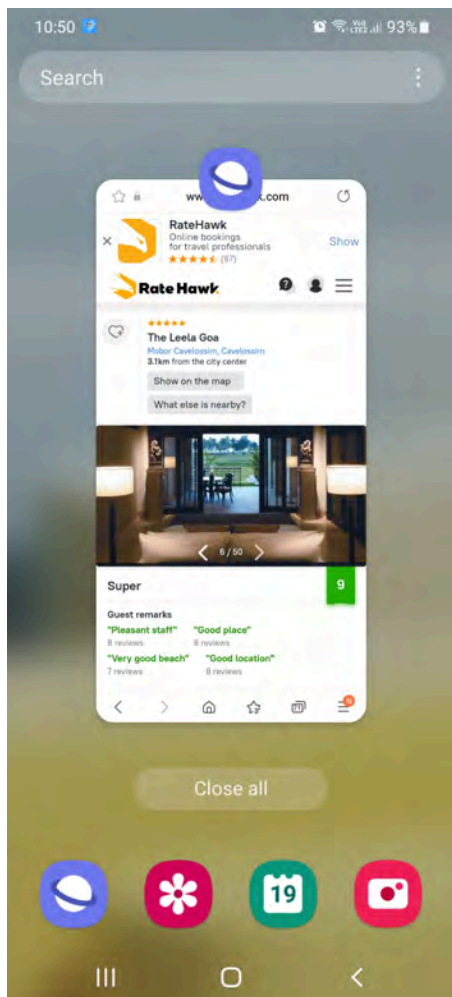 10:50
93%
Search
RateHawk
Online bookings
for travel professionals
(67)
Show
Rate Hawk
The Leela Goa
Mobor Cavelossim, Cavelossim
3.1km from the city center
Show on the map
What else is nearby?
6 / 50
Super
9
Guest remarks
"Pleasant staff" "Good place"
8 reviews 8 reviews
"Very good beach" "Good location"
7 reviews 8 reviews
Close all
19